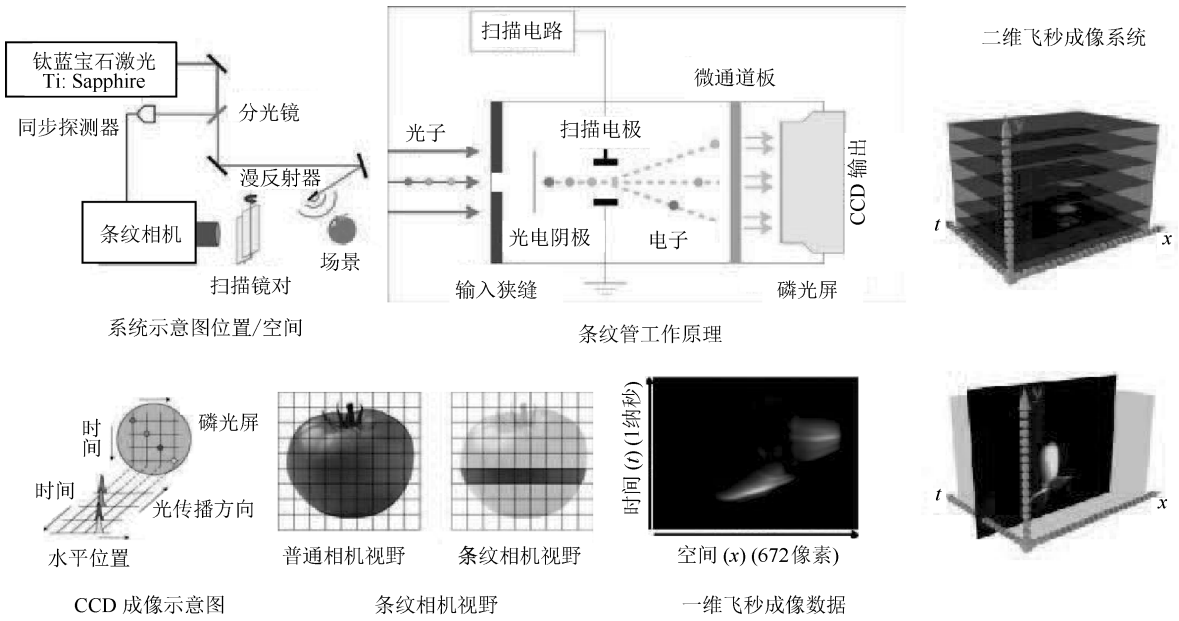 钛蓝宝石激光
Ti: Sapphire
同步探测器
分光镜
漫反射器
条纹相机
扫描镜对
场景
系统示意图位置/空间
扫描电路
微通道板
光子
扫描电极
CCD 输出
光电阴极
电子
输入狭缝
磷光屏
条纹管工作原理
二维飞秒成像系统
y
t
x
时间
磷光屏
时间
光传播方向
水平位置
CCD 成像示意图
普通相机视野
条纹相机视野
条纹相机视野
时间 (t) (1纳秒)
空间 (x) (672像素)
一维飞秒成像数据
y
t
x